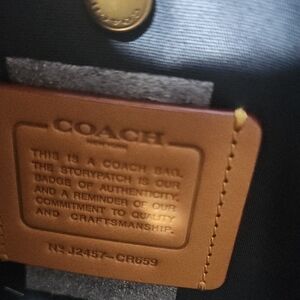 COACH
COACH
NEW YORK
THIS IS A COACH BAG.
THE STORYPATCH IS OUR
BADGE OF AUTHENTICITY,
AND A REMINDER OF OUR
COMMITMENT TO QUALITY
AND CRAFTSMANSHIP.
Nº J2457-CR659